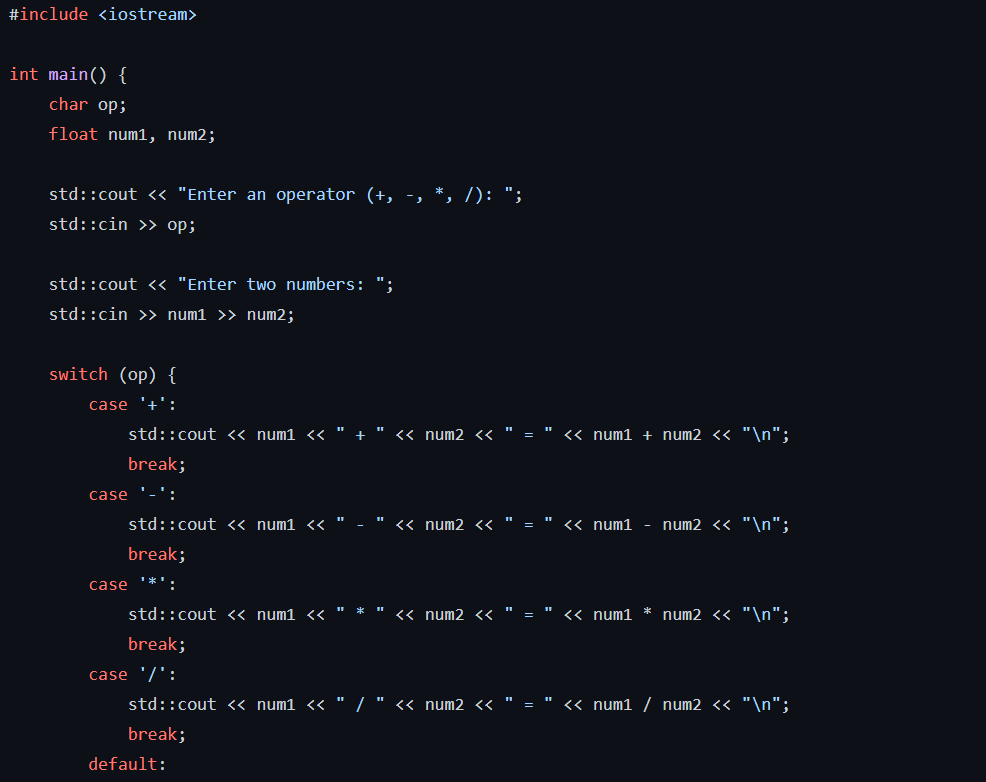 #include <iostream>

int main() {
    char op;
    float num1, num2;

    std::cout << "Enter an operator (+, -, *, /): ";
    std::cin >> op;

    std::cout << "Enter two numbers: ";
    std::cin >> num1 >> num2;

    switch (op) {
        case '+':
            std::cout << num1 << " + " << num2 << " = " << num1 + num2 << "\n";
            break;
        case '-':
            std::cout << num1 << " - " << num2 << " = " << num1 - num2 << "\n";
            break;
        case '*':
            std::cout << num1 << " * " << num2 << " = " << num1 * num2 << "\n";
            break;
        case '/':
            std::cout << num1 << " / " << num2 << " = " << num1 / num2 << "\n";
            break;
        default: